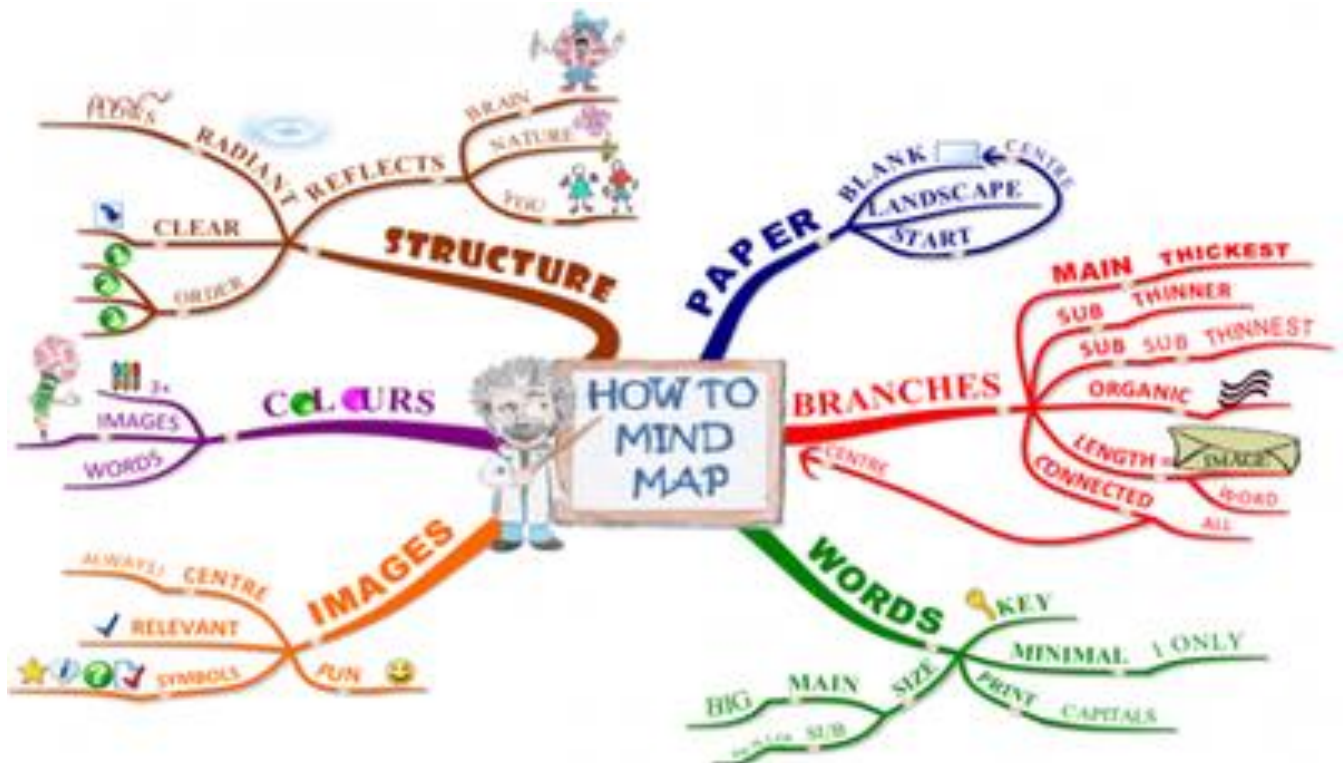 HOW TO
MIND
MAP
PAPER
BLANK
CENTRE
LANDSCAPE
START
BRANCHES
MAIN THICKEST
SUB THINNER
SUB SUB THINNEST
ORGANIC
LENGTH = IMAGE
WORD
CONNECTED
ALL
CENTRE
WORDS
KEY
MINIMAL 1 ONLY
PRINT CAPITALS
SIZE
MAIN
BIG
SUB
IMAGES
ALWAYS!
CENTRE
RELEVANT
SYMBOLS
FUN
COLOURS
3+
IMAGES
WORDS
STRUCTURE
RADIANT
REFLECTS
BRAIN
NATURE
YOU
CLEAR
ORDER